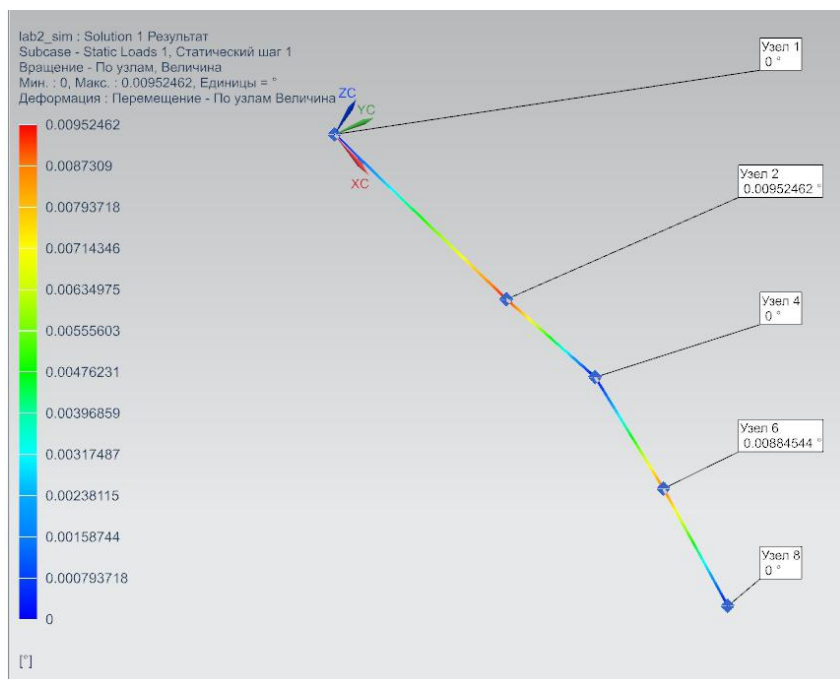 lab2_sim : Solution 1 Результат
Subcase - Static Loads 1, Статический шаг 1
Вращение - По узлам, Величина
Мин. : 0, Макс. : 0.00952462, Единицы = °
Деформация : Перемещение - По узлам Величина
ZC
YC
XC
Узел 1
0 °
Узел 2
0.00952462 °
Узел 4
0 °
Узел 6
0.00884544 °
Узел 8
0 °
0.00952462
0.0087309
0.00793718
0.00714346
0.00634975
0.00555603
0.00476231
0.00396859
0.00317487
0.00238115
0.00158744
0.000793718
0
[°]